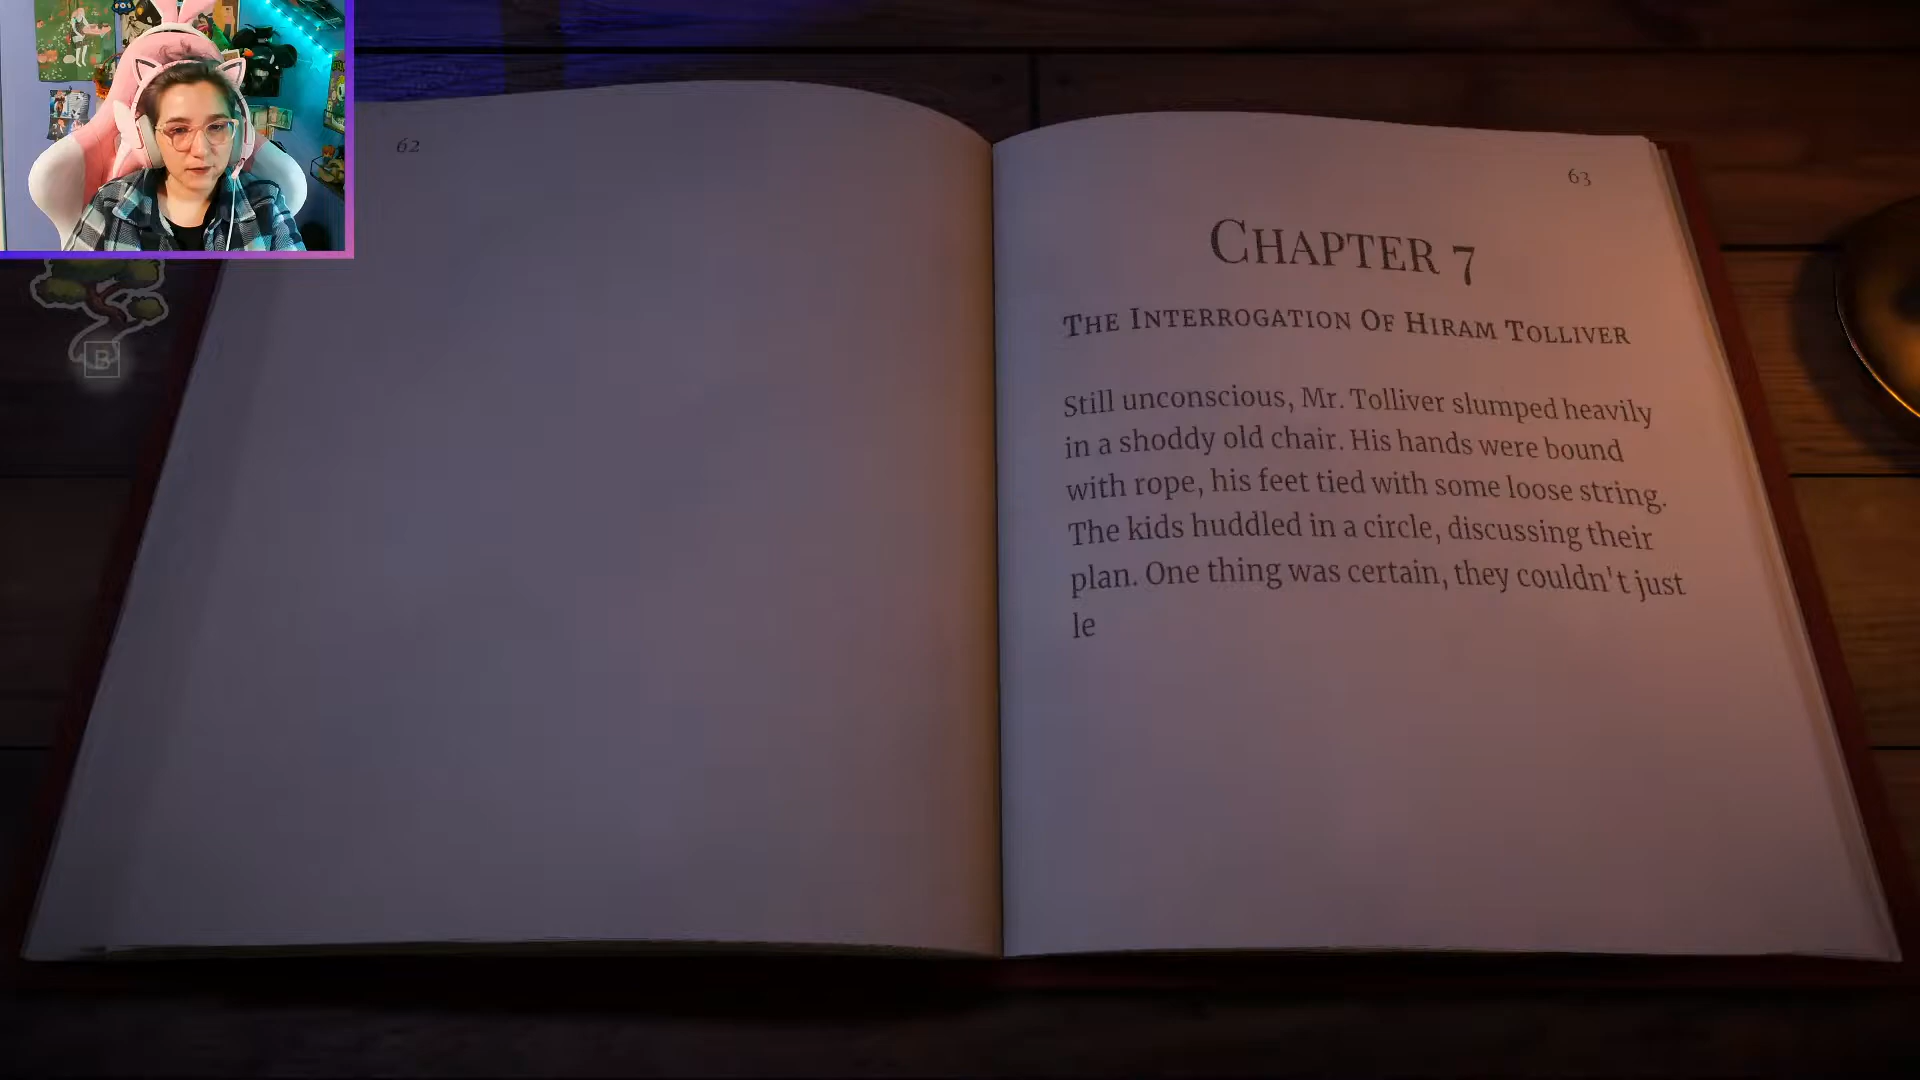 62
63
CHAPTER 7
THE INTERROGATION OF HIRAM TOLLIVER
Still unconscious, Mr. Tolliver slumped heavily
in a shoddy old chair. His hands were bound
with rope, his feet tied with some loose string.
The kids huddled in a circle, discussing their
plan. One thing was certain, they couldn't just
le
B